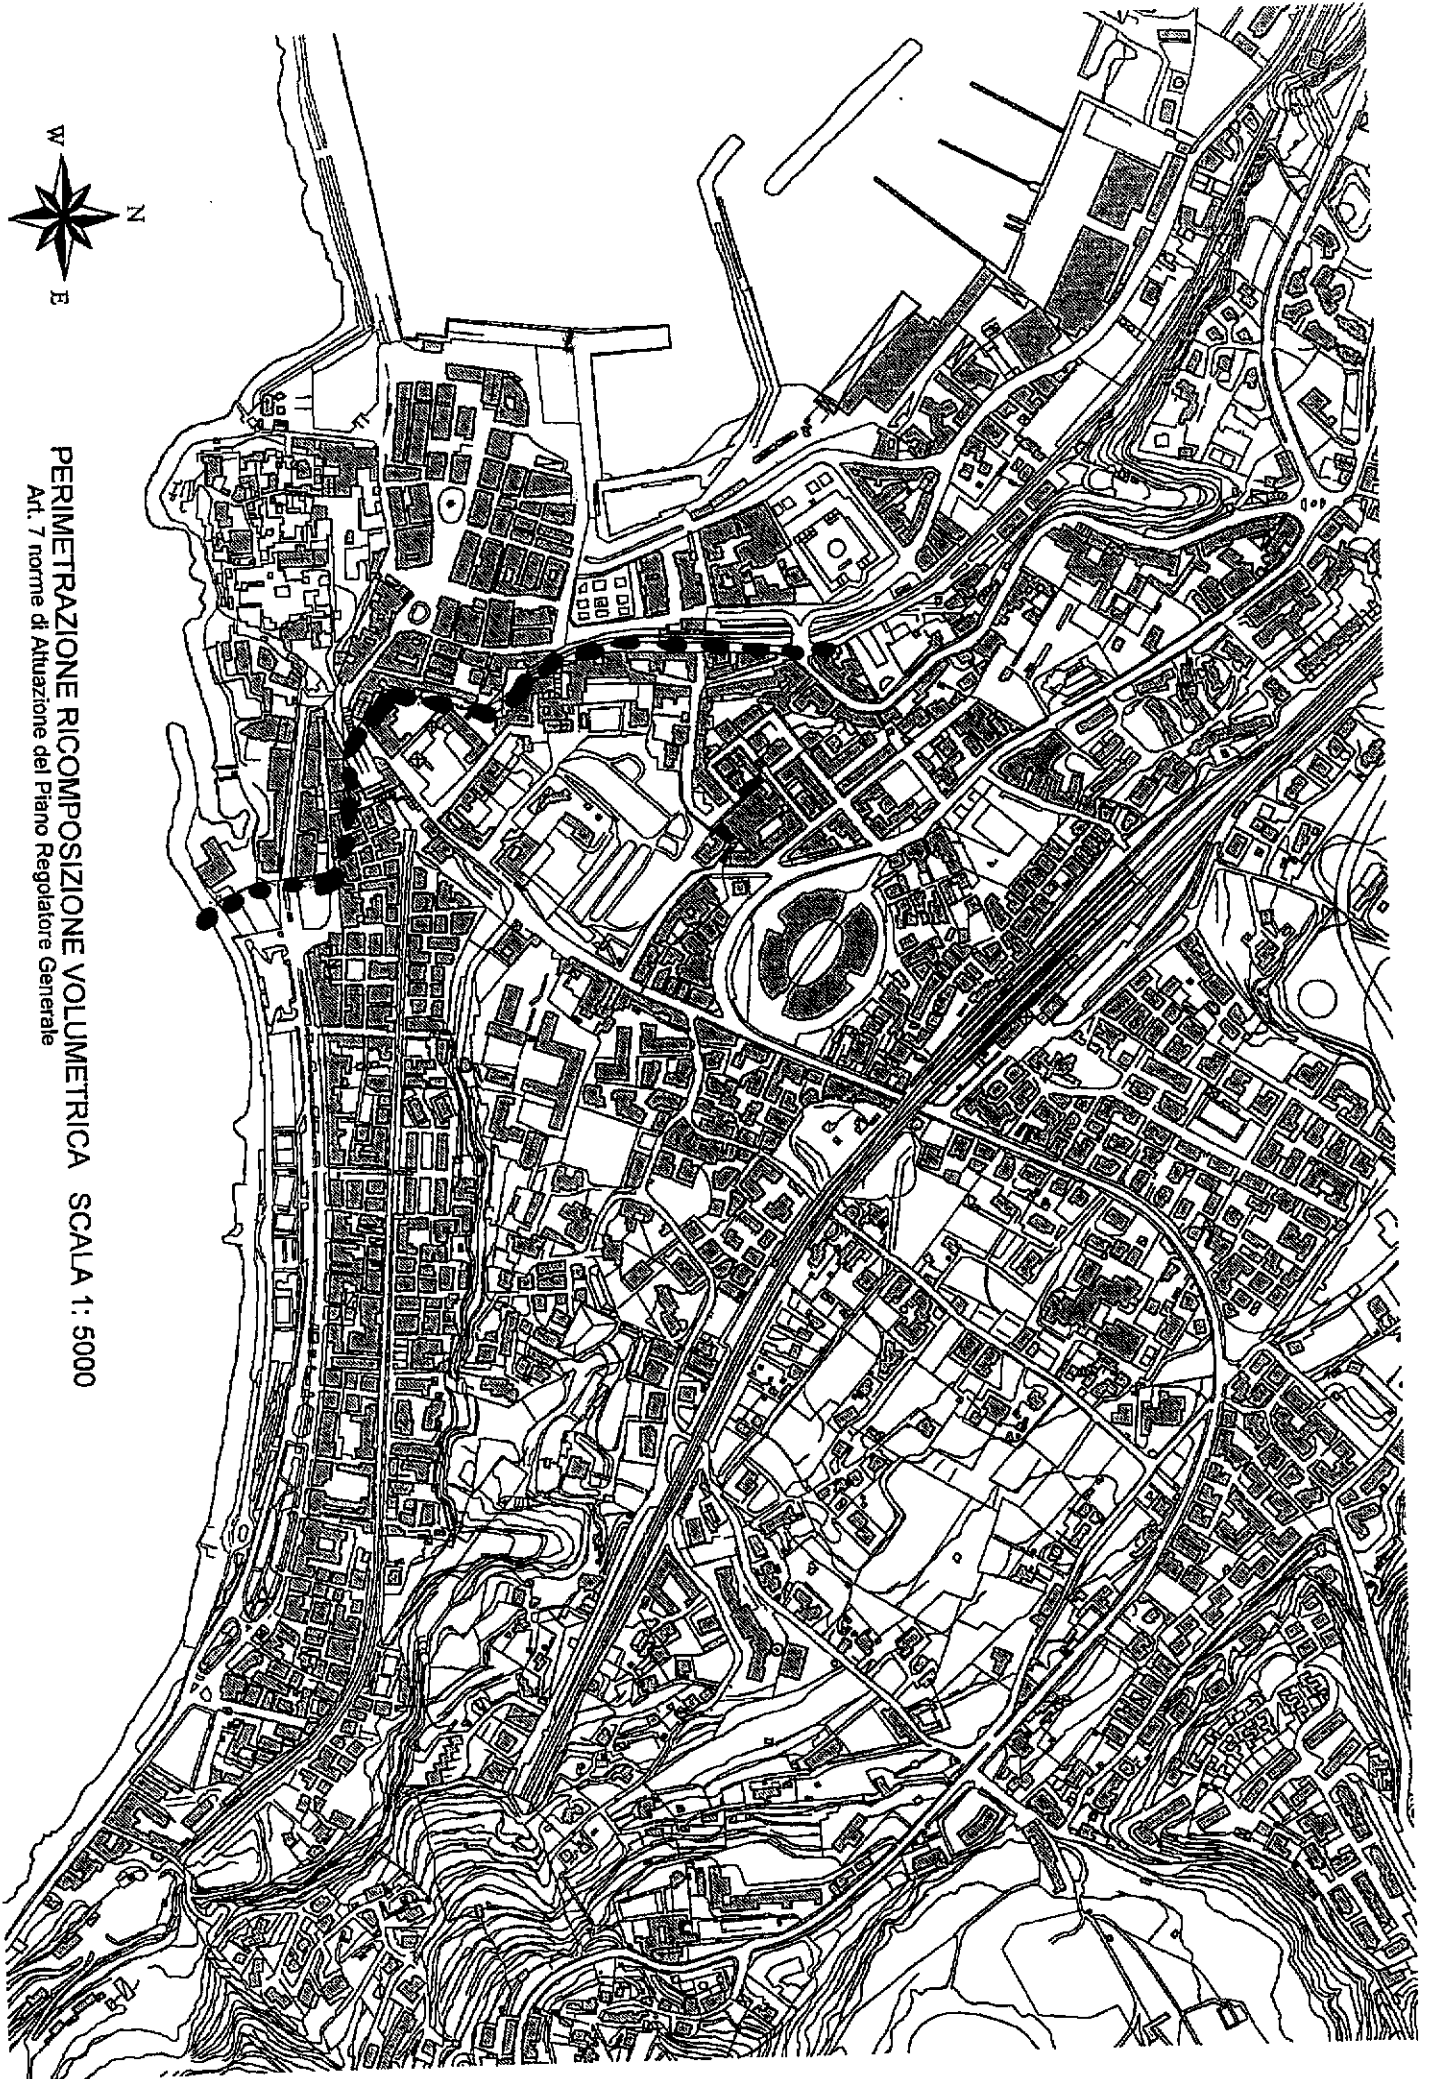 N
W
E
PERIMETRAZIONE RICOMPOSIZIONE VOLUMETRICA SCALA 1: 5000
Art. 7 norme di Attuazione del Piano Regolatore Generale